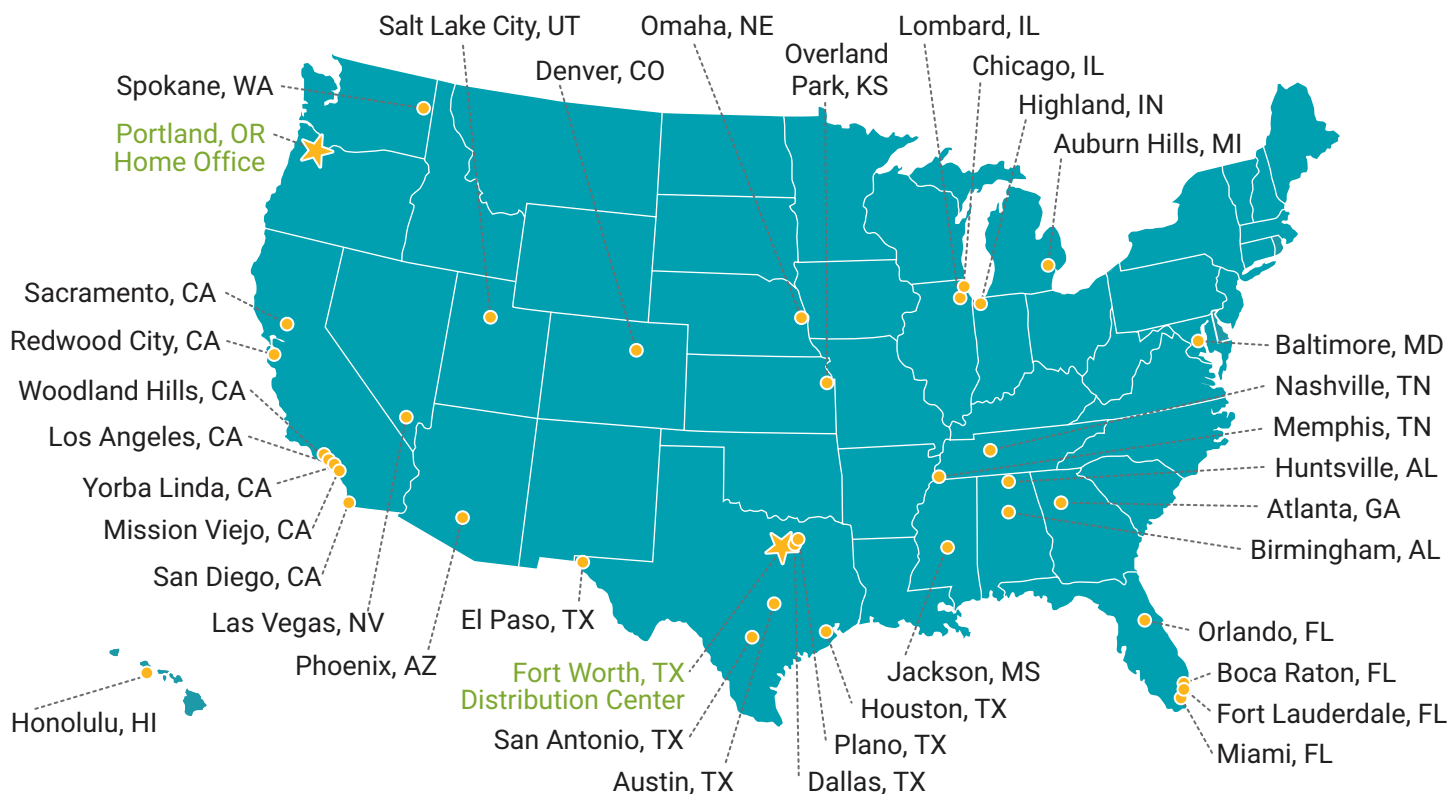 Salt Lake City, UT
Omaha, NE
Lombard, IL
Denver, CO
Overland
Park, KS
Chicago, IL
Spokane, WA
Highland, IN
Portland, OR
Home Office
Auburn Hills, MI
Sacramento, CA
Redwood City, CA
Woodland Hills, CA
Los Angeles, CA
Yorba Linda, CA
Mission Viejo, CA
San Diego, CA
Las Vegas, NV
Phoenix, AZ
Honolulu, HI
El Paso, TX
Fort Worth, TX
Distribution Center
San Antonio, TX
Austin, TX
Dallas, TX
Plano, TX
Houston, TX
Jackson, MS
Baltimore, MD
Nashville, TN
Memphis, TN
Huntsville, AL
Atlanta, GA
Birmingham, AL
Orlando, FL
Boca Raton, FL
Fort Lauderdale, FL
Miami, FL